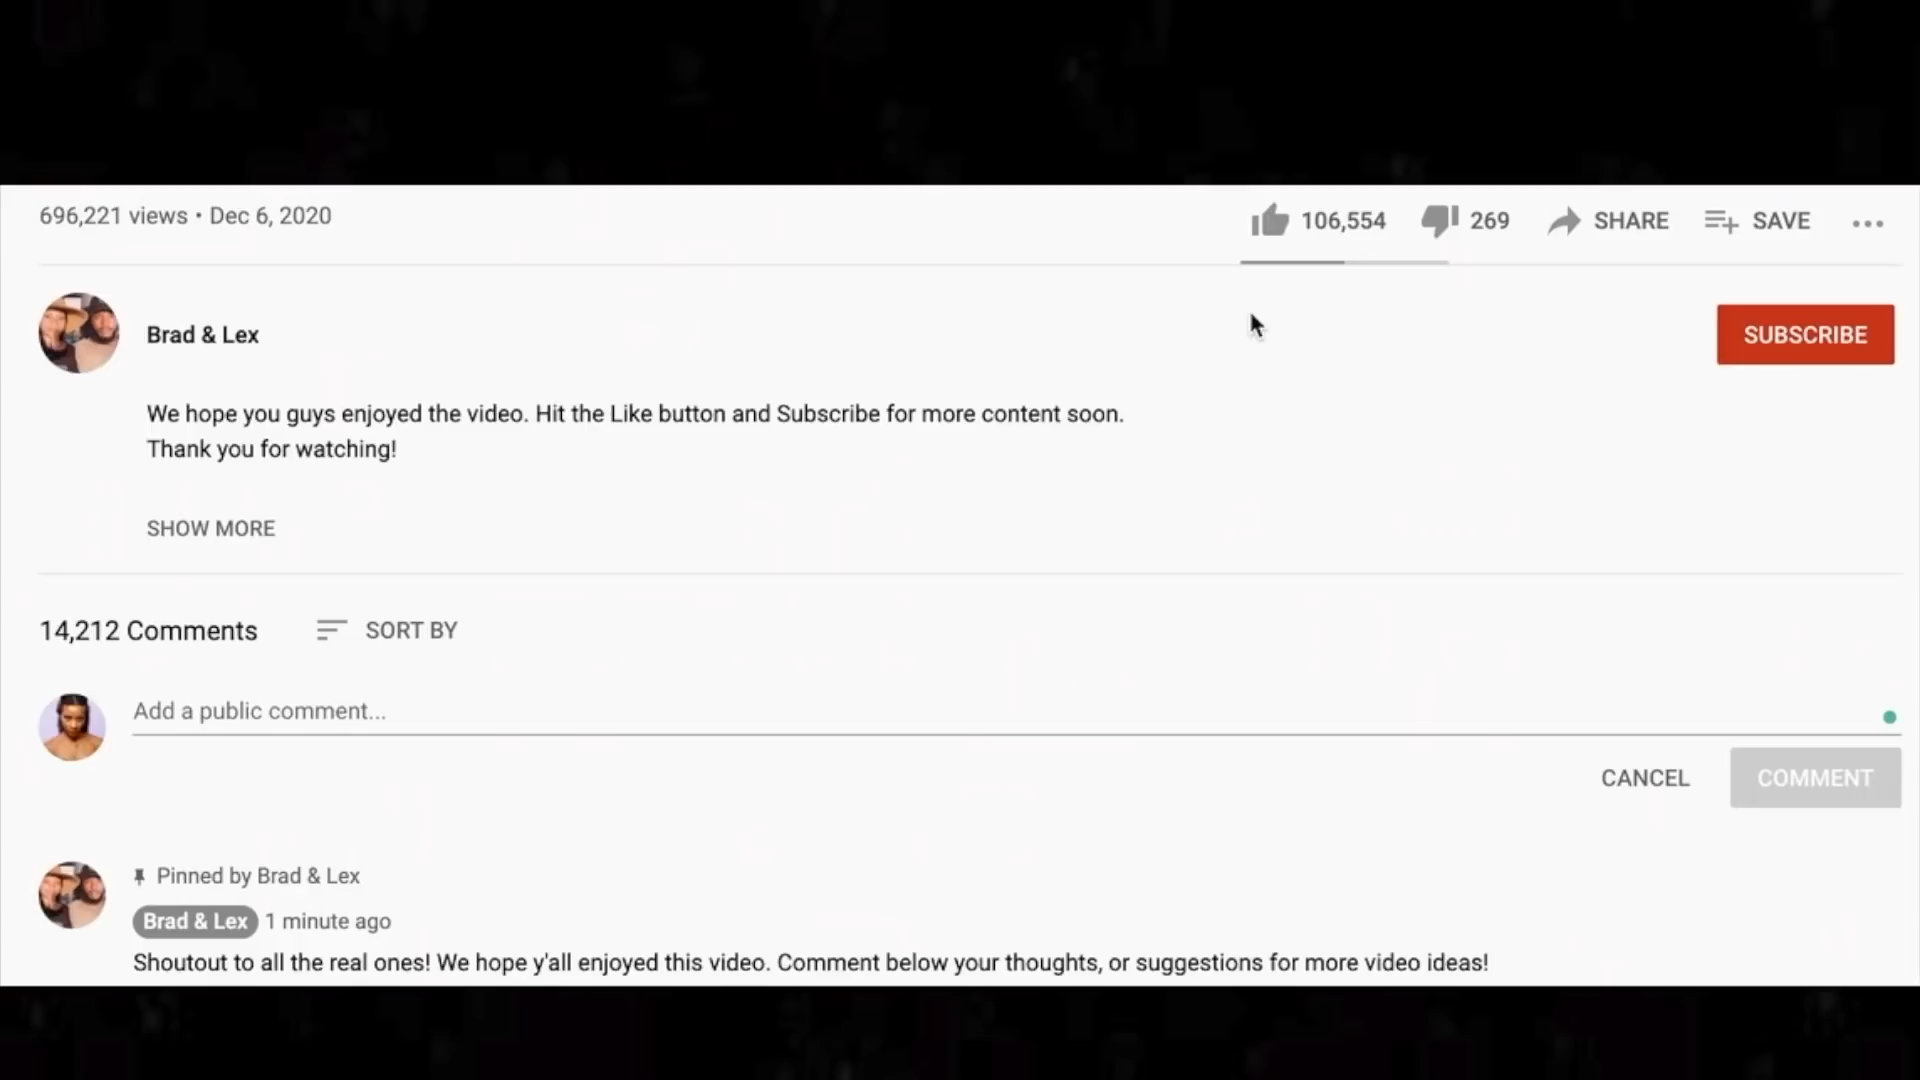 696,221 views • Dec 6, 2020
106,554
269
SHARE
SAVE
Brad & Lex
SUBSCRIBE
We hope you guys enjoyed the video. Hit the Like button and Subscribe for more content soon.
Thank you for watching!
SHOW MORE
14,212 Comments
SORT BY
Add a public comment...
CANCEL
COMMENT
Pinned by Brad & Lex
Brad & Lex 1 minute ago
Shoutout to all the real ones! We hope y'all enjoyed this video. Comment below your thoughts, or suggestions for more video ideas!